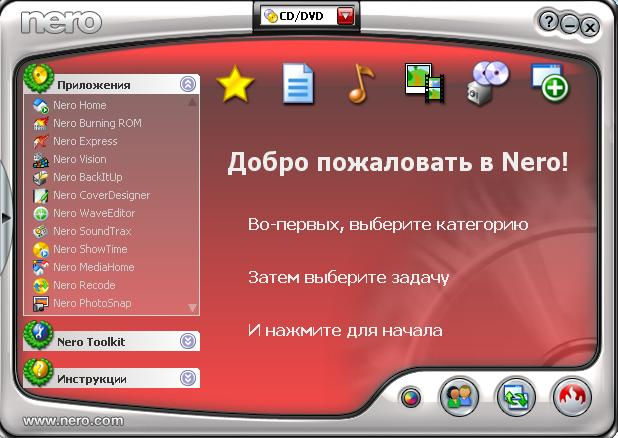 nero
CD/DVD
?
Приложения
Nero Home
Nero Burning ROM
Nero Express
Nero Vision
Nero BackItUp
Nero CoverDesigner
Nero WaveEditor
Nero SoundTrax
Nero ShowTime
Nero MediaHome
Nero Recode
Nero PhotoSnap
Nero Toolkit
Инструкции
Добро пожаловать в Nero!
Во-первых, выберите категорию
Затем выберите задачу
И нажмите для начала
www.nero.com